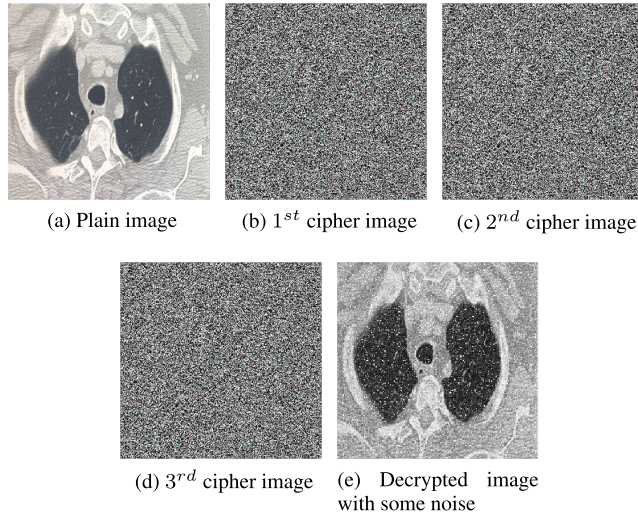 (a) Plain image
(b) 1st cipher image
(c) 2nd cipher image
(d) 3rd cipher image
(e) Decrypted image
with some noise